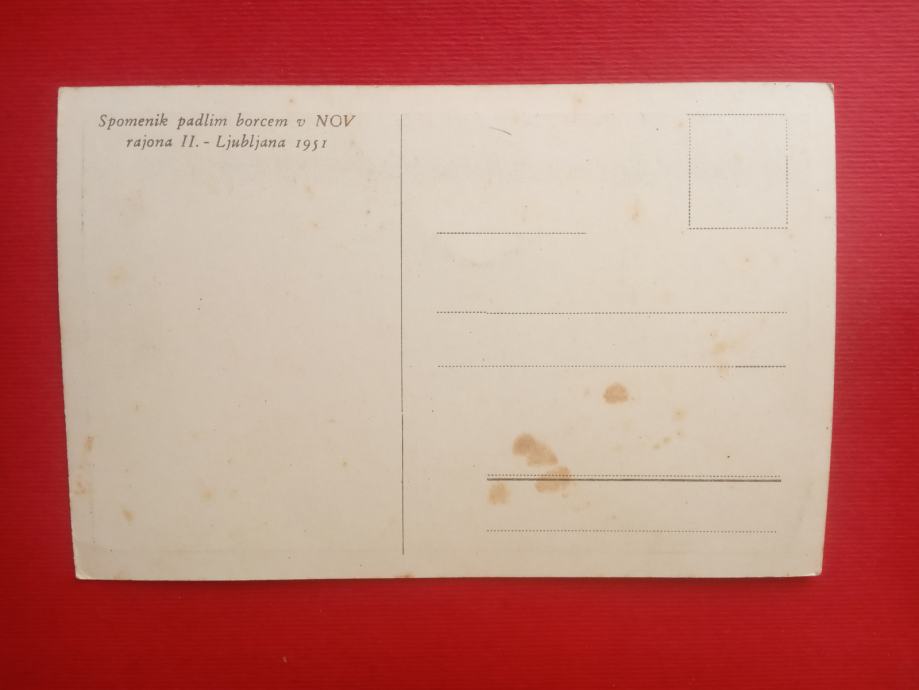 Spomenik padlim borcem v NOV
rajona II. - Ljubljana 1951